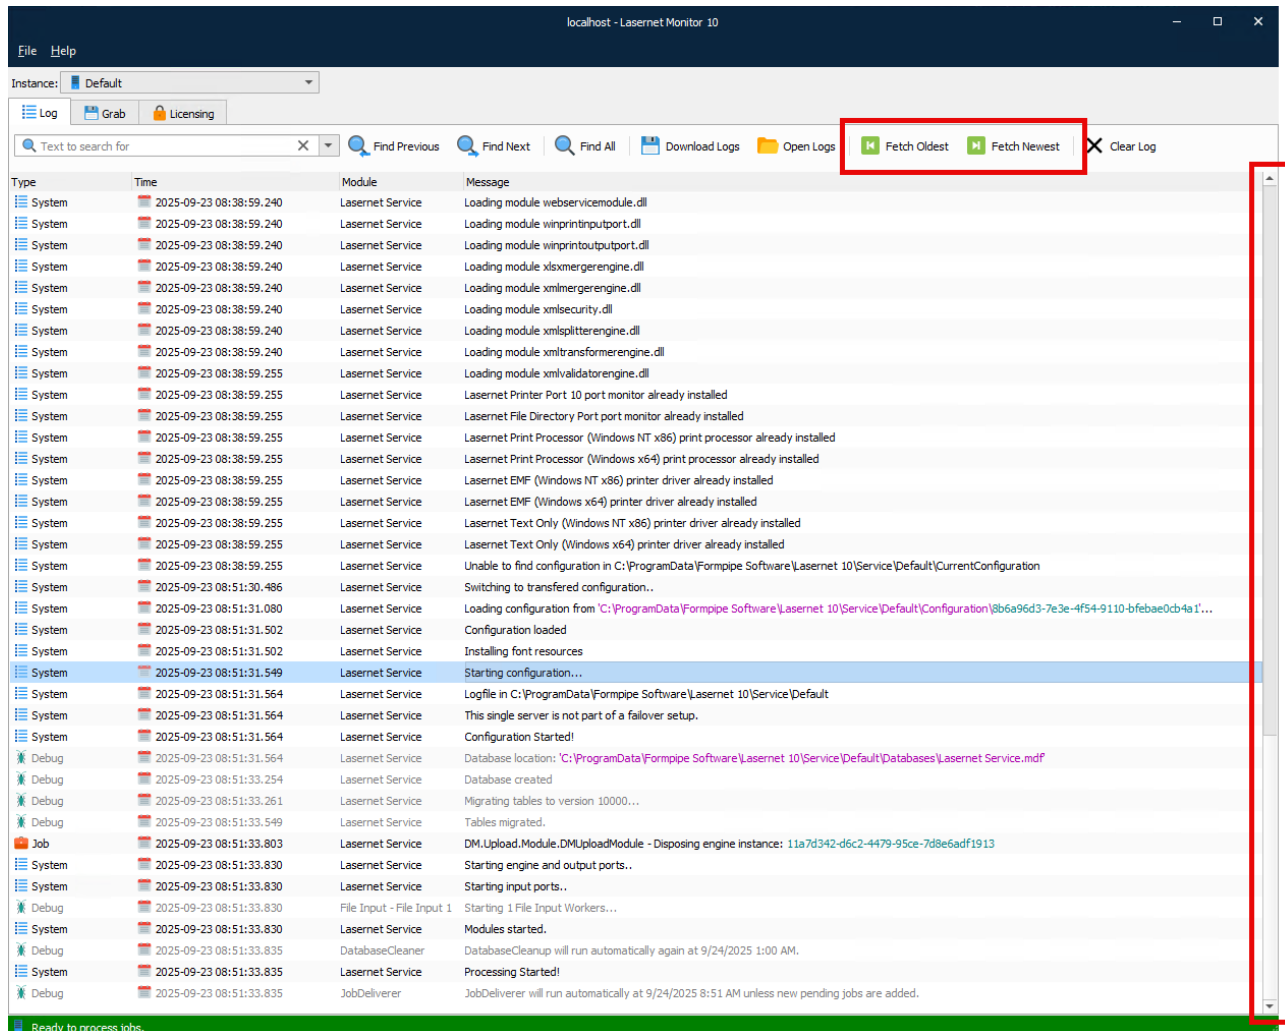 localhost - Lasernet Monitor 10
File Help
Instance: Default
Log Grab Licensing
Text to search for Find Previous Find Next Find All Download Logs Open Logs Fetch Oldest Fetch Newest Clear Log
Type Time Module Message
System 2025-09-23 08:38:59.240 Lasernet Service Loading module webservicemodule.dll
System 2025-09-23 08:38:59.240 Lasernet Service Loading module winprintinputport.dll
System 2025-09-23 08:38:59.240 Lasernet Service Loading module winprintoutputport.dll
System 2025-09-23 08:38:59.240 Lasernet Service Loading module xlsxmergerengine.dll
System 2025-09-23 08:38:59.240 Lasernet Service Loading module xmlmergerengine.dll
System 2025-09-23 08:38:59.240 Lasernet Service Loading module xmlsecurity.dll
System 2025-09-23 08:38:59.240 Lasernet Service Loading module xmlsplitterengine.dll
System 2025-09-23 08:38:59.240 Lasernet Service Loading module xmltransformerengine.dll
System 2025-09-23 08:38:59.255 Lasernet Service Loading module xmlvalidatorengine.dll
System 2025-09-23 08:38:59.255 Lasernet Service Lasernet Printer Port 10 port monitor already installed
System 2025-09-23 08:38:59.255 Lasernet Service Lasernet File Directory Port port monitor already installed
System 2025-09-23 08:38:59.255 Lasernet Service Lasernet Print Processor (Windows NT x86) print processor already installed
System 2025-09-23 08:38:59.255 Lasernet Service Lasernet Print Processor (Windows x64) print processor already installed
System 2025-09-23 08:38:59.255 Lasernet Service Lasernet EMF (Windows NT x86) printer driver already installed
System 2025-09-23 08:38:59.255 Lasernet Service Lasernet EMF (Windows x64) printer driver already installed
System 2025-09-23 08:38:59.255 Lasernet Service Lasernet Text Only (Windows NT x86) printer driver already installed
System 2025-09-23 08:38:59.255 Lasernet Service Lasernet Text Only (Windows x64) printer driver already installed
System 2025-09-23 08:38:59.255 Lasernet Service Unable to find configuration in C:\ProgramData\Formpipe Software\Lasernet 10\Service\Default\CurrentConfiguration
System 2025-09-23 08:51:30.486 Lasernet Service Switching to transfered configuration..
System 2025-09-23 08:51:31.080 Lasernet Service Loading configuration from 'C:\ProgramData\Formpipe Software\Lasernet 10\Service\Default\Configuration\8b6a96d3-7e3e-4f54-9110-bfebae0cb4a1'...
System 2025-09-23 08:51:31.502 Lasernet Service Configuration loaded
System 2025-09-23 08:51:31.502 Lasernet Service Installing font resources
System 2025-09-23 08:51:31.549 Lasernet Service Starting configuration...
System 2025-09-23 08:51:31.564 Lasernet Service Logfile in C:\ProgramData\Formpipe Software\Lasernet 10\Service\Default
System 2025-09-23 08:51:31.564 Lasernet Service This single server is not part of a failover setup.
System 2025-09-23 08:51:31.564 Lasernet Service Configuration Started!
Debug 2025-09-23 08:51:31.564 Lasernet Service Database location: 'C:\ProgramData\Formpipe Software\Lasernet 10\Service\Default\Databases\Lasernet Service.mdf'
Debug 2025-09-23 08:51:33.254 Lasernet Service Database created
Debug 2025-09-23 08:51:33.261 Lasernet Service Migrating tables to version 10000...
Debug 2025-09-23 08:51:33.549 Lasernet Service Tables migrated.
Job 2025-09-23 08:51:33.803 Lasernet Service DM.Upload.Module.DMUploadModule - Disposing engine instance: 11a7d342-d6c2-4479-95ce-7d8e6adf1913
System 2025-09-23 08:51:33.830 Lasernet Service Starting engine and output ports..
System 2025-09-23 08:51:33.830 Lasernet Service Starting input ports..
Debug 2025-09-23 08:51:33.830 File Input - File Input 1 Starting 1 File Input Workers...
System 2025-09-23 08:51:33.830 Lasernet Service Modules started.
Debug 2025-09-23 08:51:33.835 DatabaseCleaner DatabaseCleanup will run automatically again at 9/24/2025 1:00 AM.
System 2025-09-23 08:51:33.835 Lasernet Service Processing Started!
Debug 2025-09-23 08:51:33.835 JobDeliverer JobDeliverer will run automatically at 9/24/2025 8:51 AM unless new pending jobs are added.
Ready to process jobs.